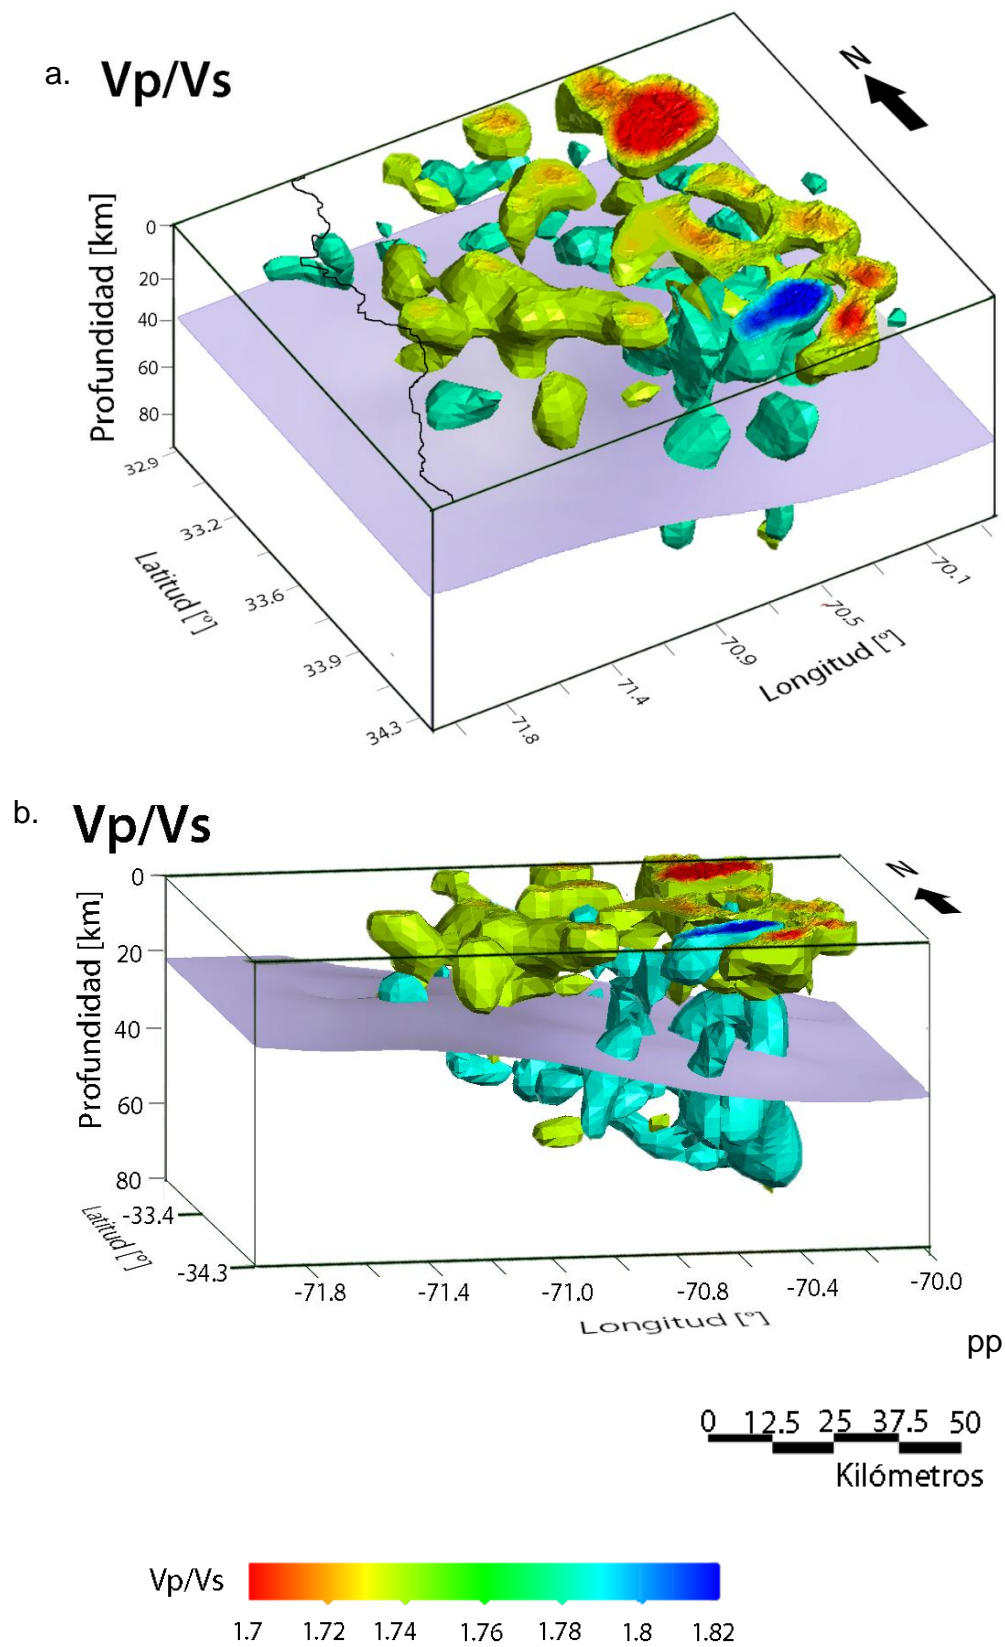 a. Vp/Vs
N
Profundidad [km]
0
20
40
60
80
32.9
33.2
33.6
33.9
34.3
Latitud [°]
71.8
71.4
70.9
70.5
70.1
Longitud [°]
b. Vp/Vs
N
Profundidad [km]
0
20
40
60
80
-33.4
-34.3
Latitud [°]
-71.8 -71.4 -71.0 -70.8 -70.4 -70.0
Longitud [°]
pp
0 12.5 25 37.5 50
Kilómetros
Vp/Vs
1.7 1.72 1.74 1.76 1.78 1.8 1.82